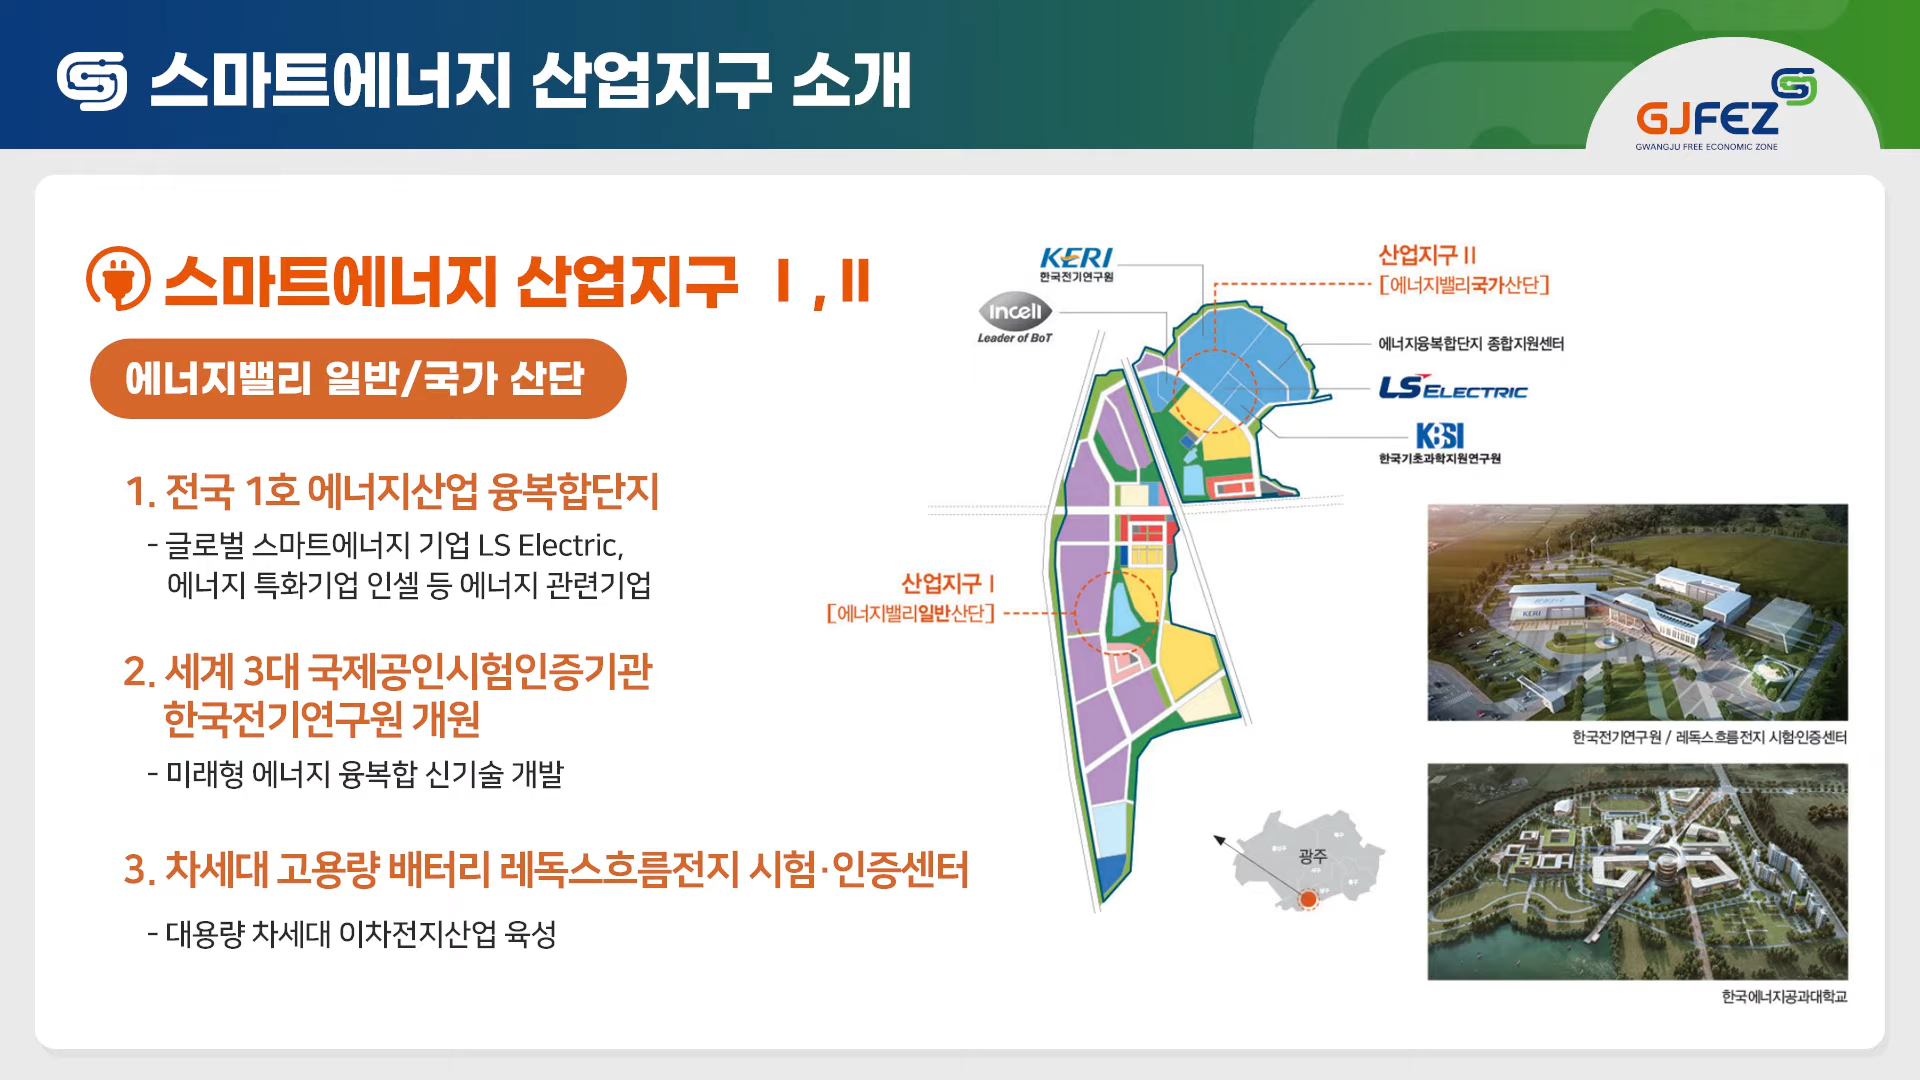 스마트에너지 산업지구 소개
GJFEZ
GWANGJU FREE ECONOMIC ZONE
스마트에너지 산업지구 Ⅰ, Ⅱ
에너지밸리 일반/국가 산단
1. 전국 1호 에너지산업 융복합단지
- 글로벌 스마트에너지 기업 LS Electric,
에너지 특화기업 인셀 등 에너지 관련기업
2. 세계 3대 국제공인시험인증기관
한국전기연구원 개원
- 미래형 에너지 융복합 신기술 개발
3. 차세대 고용량 배터리 레독스흐름전지 시험·인증센터
- 대용량 차세대 이차전지산업 육성
KERI
한국전기연구원
incell
Leader of BoT
산업지구 Ⅱ
[에너지밸리국가산단]
에너지융복합단지 종합지원센터
LS ELECTRIC
KBSI
한국기초과학지원연구원
산업지구 Ⅰ
[에너지밸리일반산단]
광주
KERI
한국전기연구원 / 레독스흐름전지 시험·인증센터
한국에너지공과대학교